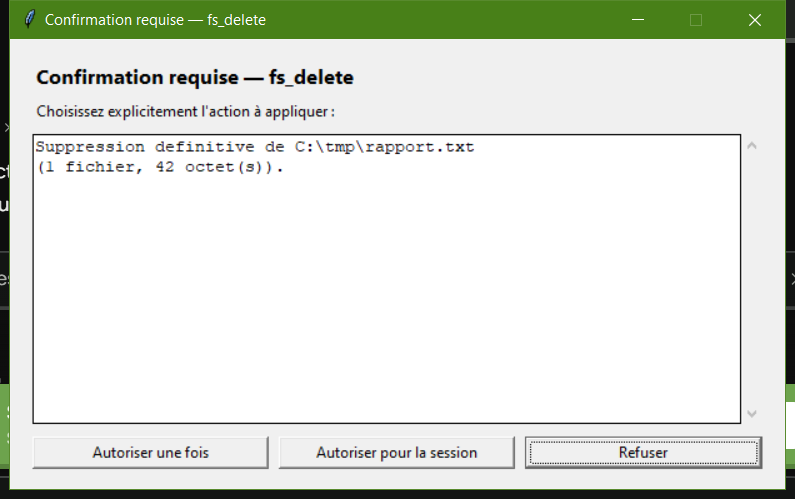 Confirmation requise — fs_delete
Confirmation requise — fs_delete
Choisissez explicitement l'action à appliquer :
Suppression definitive de C:\tmp\rapport.txt
(1 fichier, 42 octet(s)).
Autoriser une fois
Autoriser pour la session
Refuser